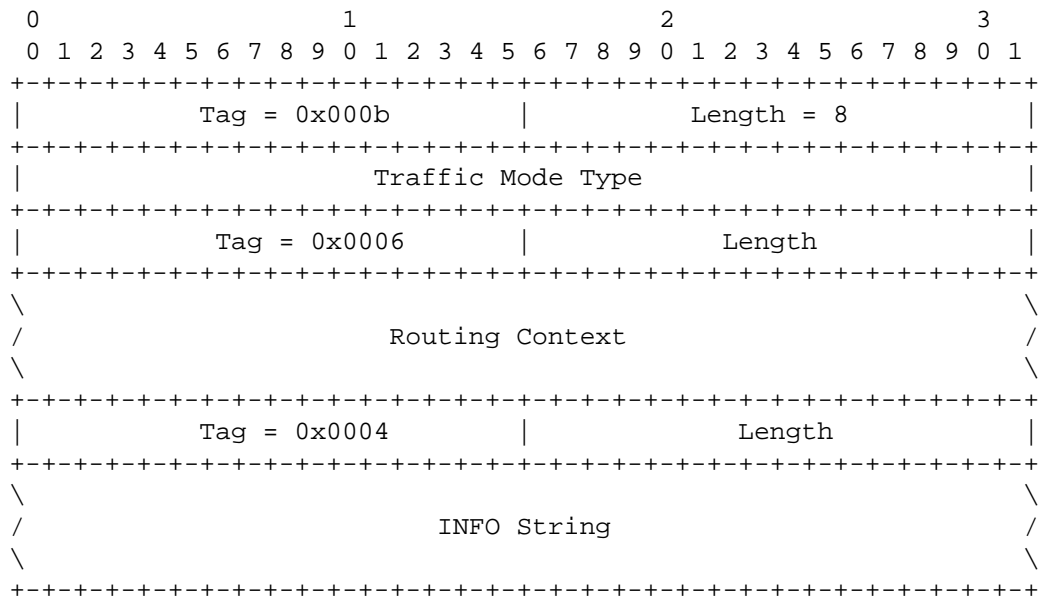 0                   1                   2                   3
 0 1 2 3 4 5 6 7 8 9 0 1 2 3 4 5 6 7 8 9 0 1 2 3 4 5 6 7 8 9 0 1
+-+-+-+-+-+-+-+-+-+-+-+-+-+-+-+-+-+-+-+-+-+-+-+-+-+-+-+-+-+-+-+-+
|           Tag = 0x000b        |          Length = 8           |
+-+-+-+-+-+-+-+-+-+-+-+-+-+-+-+-+-+-+-+-+-+-+-+-+-+-+-+-+-+-+-+-+
|                      Traffic Mode Type                        |
+-+-+-+-+-+-+-+-+-+-+-+-+-+-+-+-+-+-+-+-+-+-+-+-+-+-+-+-+-+-+-+-+
|            Tag = 0x0006       |            Length             |
+-+-+-+-+-+-+-+-+-+-+-+-+-+-+-+-+-+-+-+-+-+-+-+-+-+-+-+-+-+-+-+-+
\                                                               \
/                       Routing Context                         /
\                                                               \
+-+-+-+-+-+-+-+-+-+-+-+-+-+-+-+-+-+-+-+-+-+-+-+-+-+-+-+-+-+-+-+-+
|           Tag = 0x0004        |             Length            |
+-+-+-+-+-+-+-+-+-+-+-+-+-+-+-+-+-+-+-+-+-+-+-+-+-+-+-+-+-+-+-+-+
\                                                               \
/                          INFO String                          /
\                                                               \
+-+-+-+-+-+-+-+-+-+-+-+-+-+-+-+-+-+-+-+-+-+-+-+-+-+-+-+-+-+-+-+-+